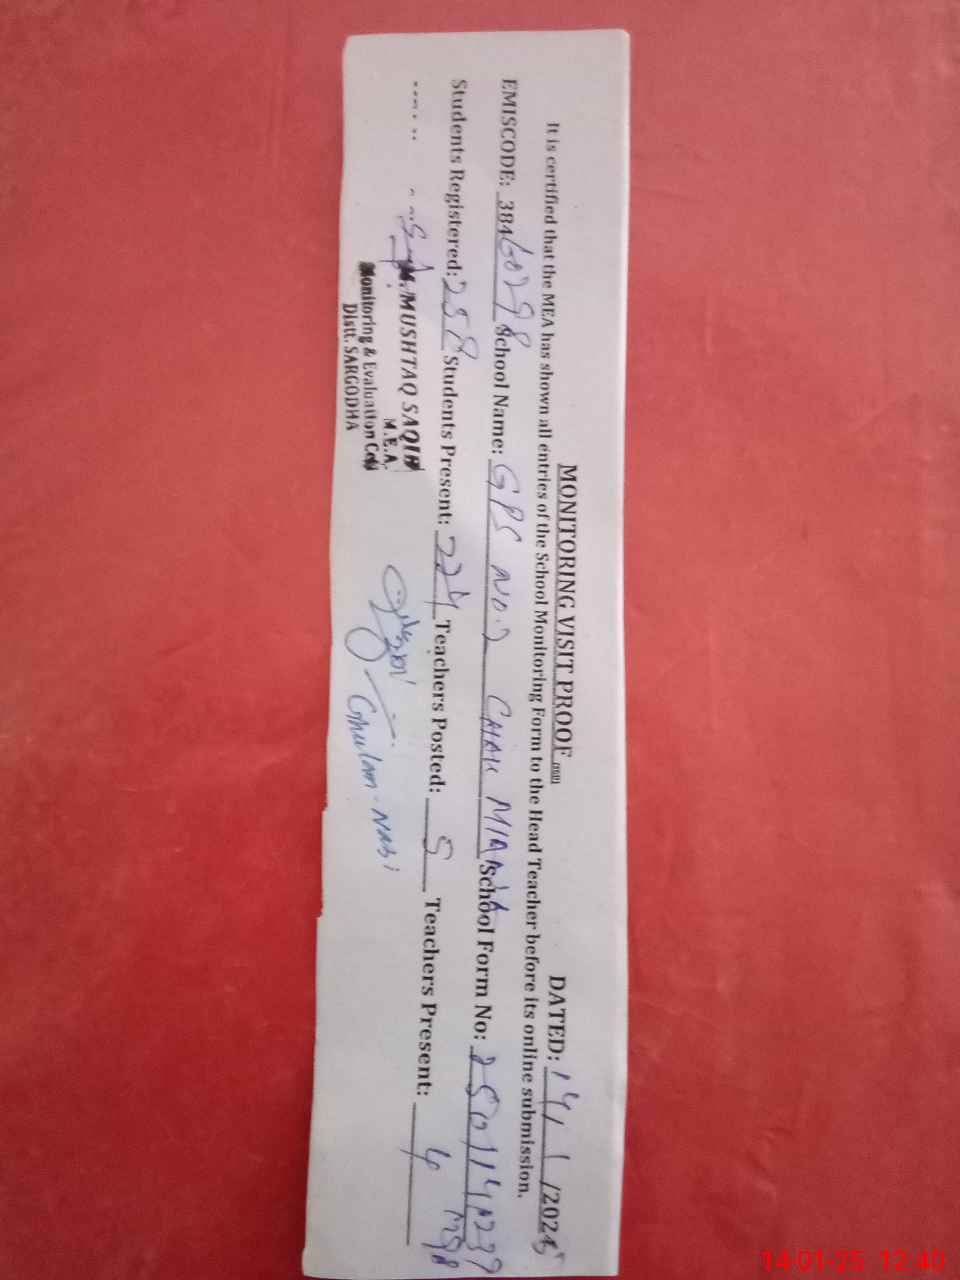 MONITORING VISIT PROOF (SSD) DATED: 14/1/2025
It is certified that the MEA has shown all entries of the School Monitoring Form to the Head Teacher before its online submission.
EMISCODE: 384 School Name: GPS NO.2 CHAK MIANA School Form No:
Students Registered: 258 Students Present: 224 Teachers Posted: 5 Teachers Present: 4
M. MUSHTAQ SAQIB
M.E.A.
Monitoring & Evaluation Cell
Distt. SARGODHA
Ghulam-Nabi
14-01-25 12:40